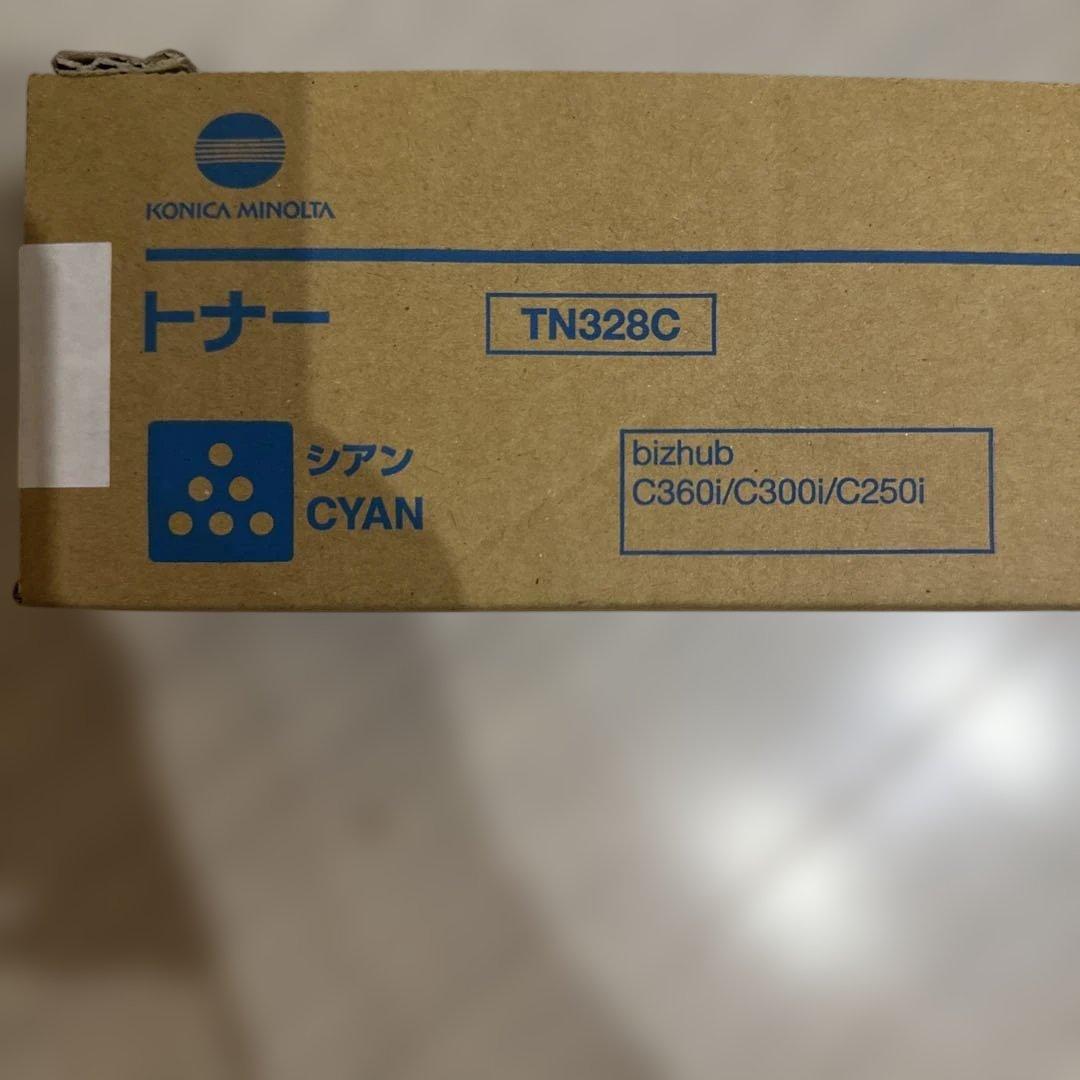 KONICA MINOLTA
トナー
TN328C
シアン
CYAN
bizhub
C360i/C300i/C250i